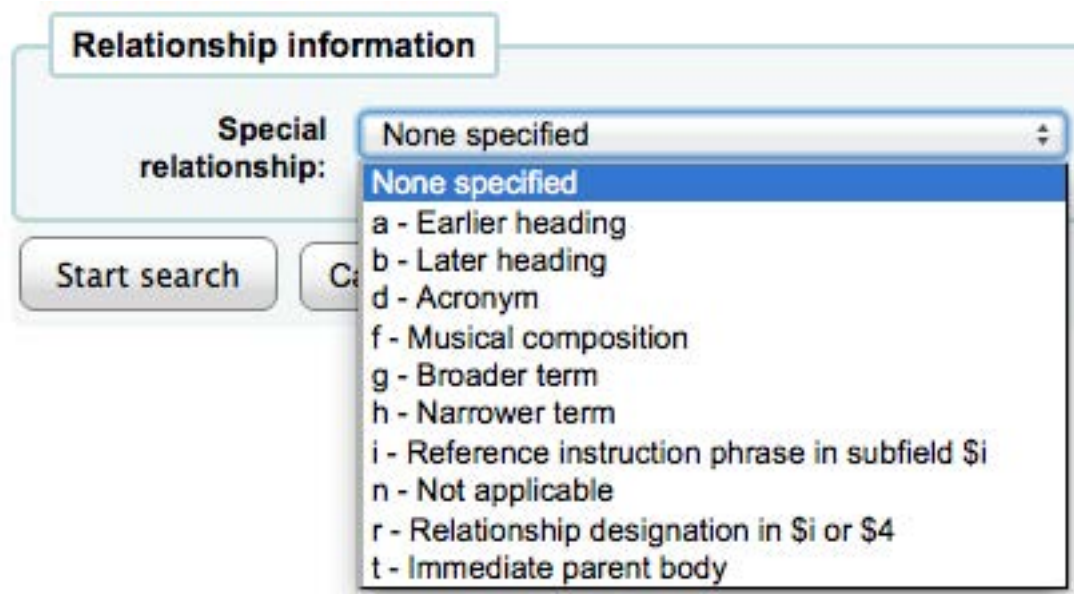 Relationship information
Special
relationship:
None specified
None specified
a - Earlier heading
b - Later heading
d - Acronym
f - Musical composition
g - Broader term
h - Narrower term
i - Reference instruction phrase in subfield $i
n - Not applicable
r - Relationship designation in $i or $4
t - Immediate parent body
Start search